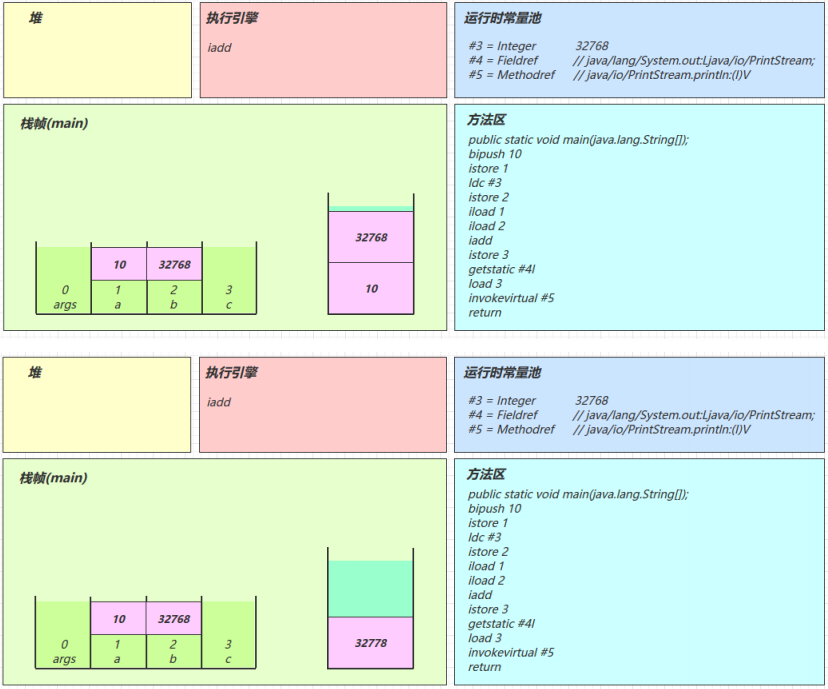 堆
执行引擎
iadd
运行时常量池
#3 = Integer 32768
#4 = Fieldref // java/lang/System.out:Ljava/io/PrintStream;
#5 = Methodref // java/io/PrintStream.println:(I)V
栈帧(main)
32768
10 32768
10
0 1 2 3
args a b c
方法区
public static void main(java.lang.String[]);
bipush 10
istore 1
ldc #3
istore 2
iload 1
iload 2
iadd
istore 3
getstatic #4I
load 3
invokevirtual #5
return
堆
执行引擎
iadd
运行时常量池
#3 = Integer 32768
#4 = Fieldref // java/lang/System.out:Ljava/io/PrintStream;
#5 = Methodref // java/io/PrintStream.println:(I)V
栈帧(main)
10 32768
32778
0 1 2 3
args a b c
方法区
public static void main(java.lang.String[]);
bipush 10
istore 1
ldc #3
istore 2
iload 1
iload 2
iadd
istore 3
getstatic #4I
load 3
invokevirtual #5
return